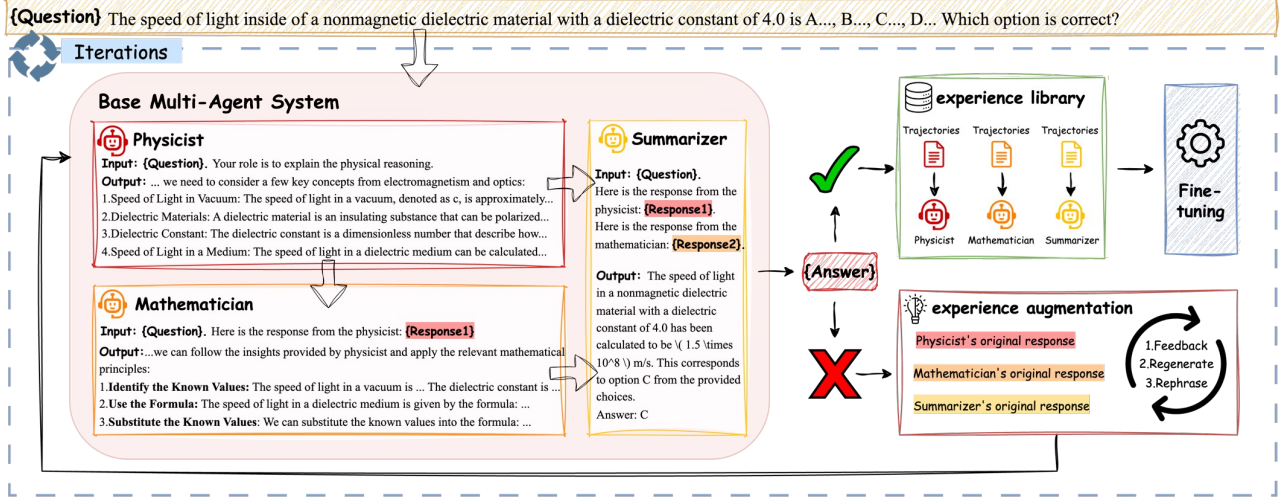 {Question} The speed of light inside of a nonmagnetic dielectric material with a dielectric constant of 4.0 is A..., B..., C..., D... Which option is correct?
Iterations
Base Multi-Agent System
Physicist
Input: {Question}. Your role is to explain the physical reasoning.
Output: ... we need to consider a few key concepts from electromagnetism and optics:
1.Speed of Light in Vacuum: The speed of light in a vacuum, denoted as c, is approximately...
2.Dielectric Materials: A dielectric material is an insulating substance that can be polarized...
3.Dielectric Constant: The dielectric constant is a dimensionless number that describe how...
4.Speed of Light in a Medium: The speed of light in a dielectric medium can be calculated...
Mathematician
Input: {Question}. Here is the response from the physicist: {Response1}
Output:...we can follow the insights provided by physicist and apply the relevant mathematical
principles:
1.Identify the Known Values: The speed of light in a vacuum is ... The dielectric constant is ...
2.Use the Formula: The speed of light in a dielectric medium is given by the formula: ...
3.Substitute the Known Values: We can substitute the known values into the formula: ...
Summarizer
Input: {Question}.
Here is the response from the
physicist: {Response1}.
Here is the response from the
mathematician: {Response2}.
Output: The speed of light
in a nonmagnetic dielectric
material with a dielectric
constant of 4.0 has been
calculated to be \( 1.5 \times
10^8 \) m/s. This corresponds
to option C from the provided
choices.
Answer: C
{Answer}
experience library
Trajectories Trajectories Trajectories
Physicist Mathematician Summarizer
Fine-
tuning
experience augmentation
Physicist's original response
Mathematician's original response
Summarizer's original response
1.Feedback
2.Regenerate
3.Rephrase